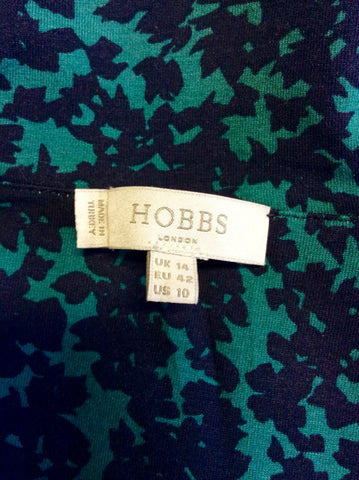 HOBBS
LONDON
UK 14
EU 42
US 10
MADE IN
TURKEY